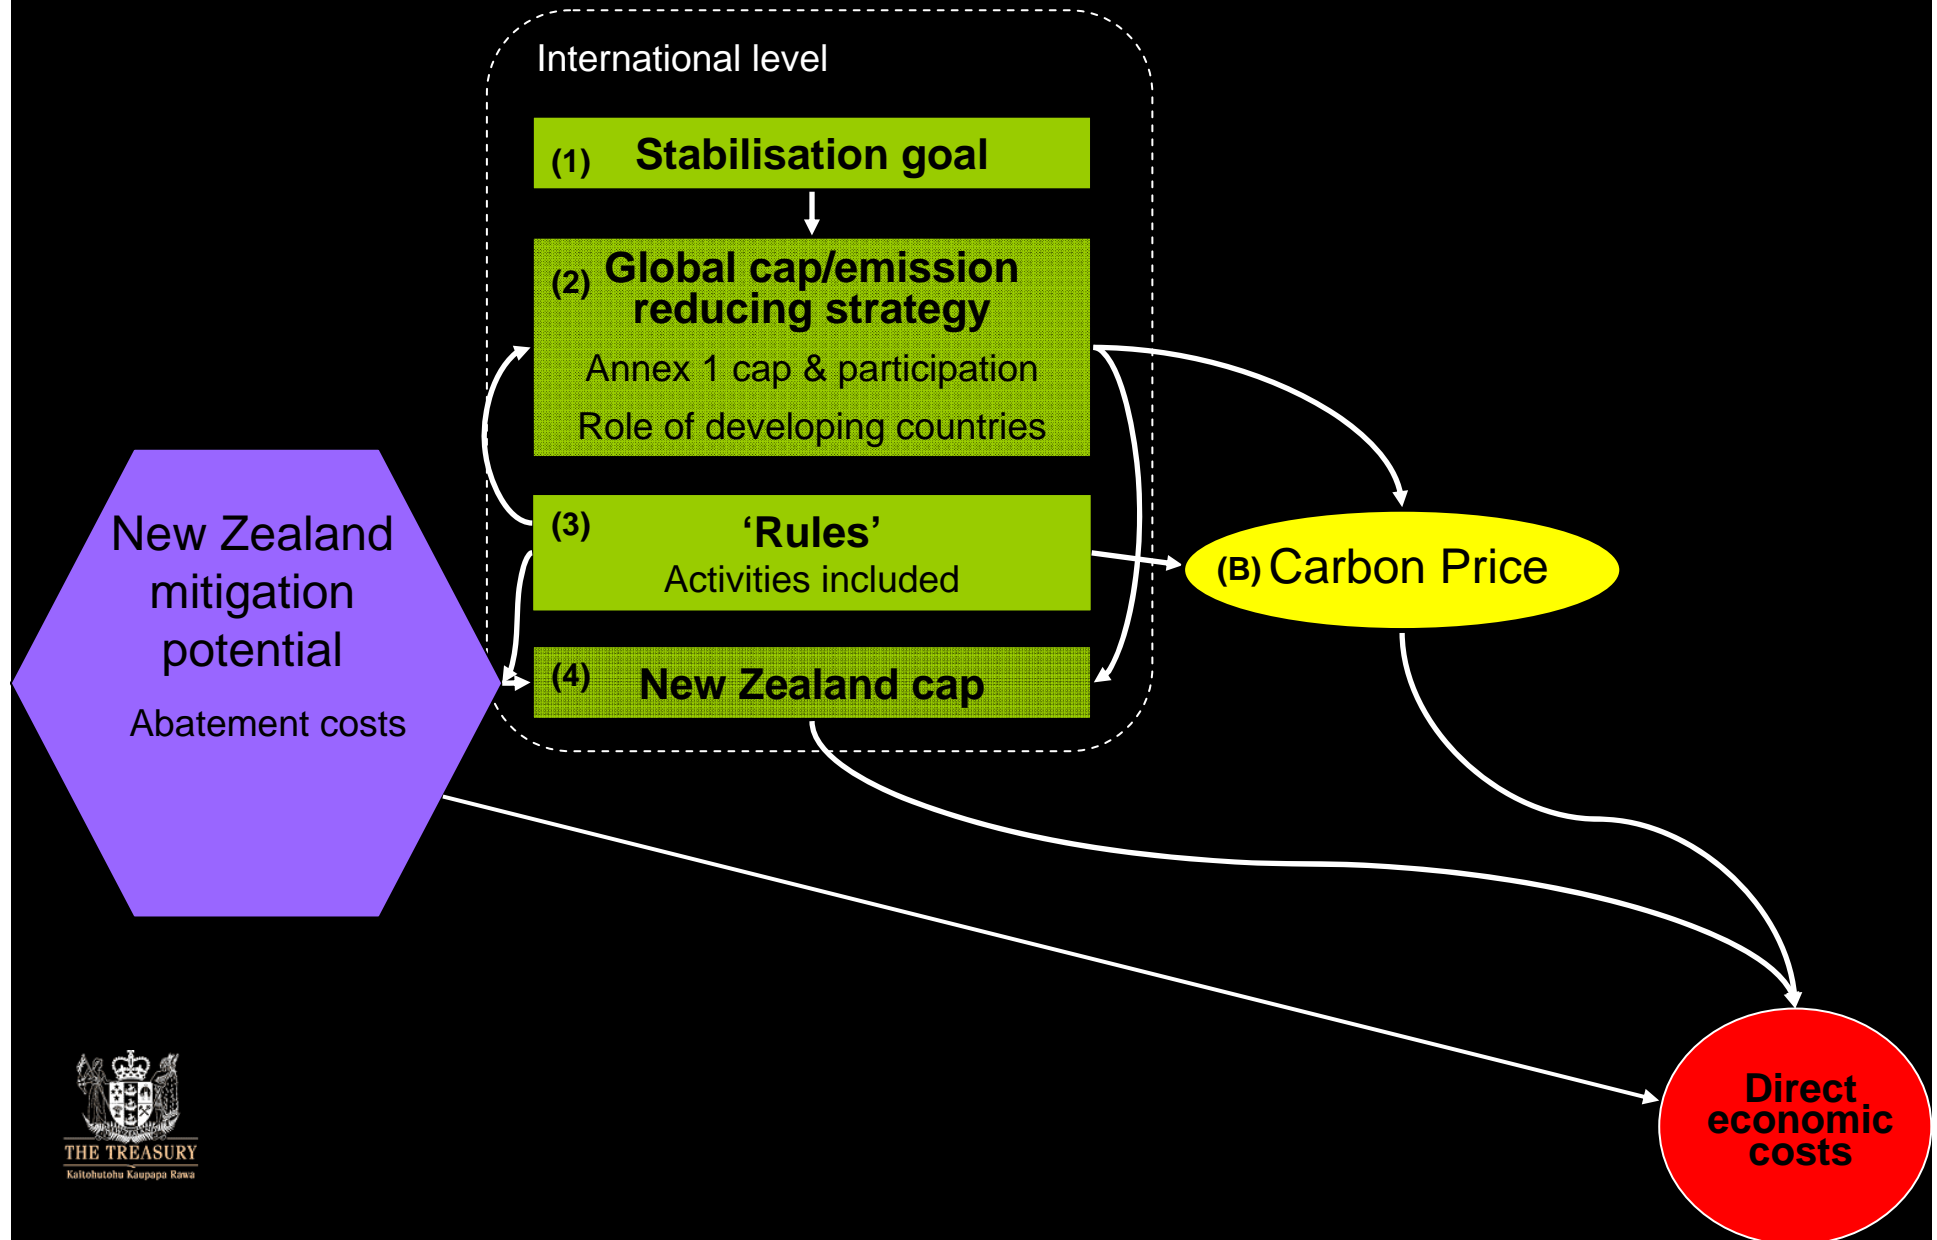 International level
(1) Stabilisation goal
(2) Global cap/emission
reducing strategy
Annex 1 cap & participation
Role of developing countries
(3) ‘Rules’
Activities included
(4) New Zealand cap
New Zealand
mitigation
potential
Abatement costs
(B) Carbon Price
Direct
economic
costs
THE TREASURY
Kaitohutohu Kaupapa Rawa